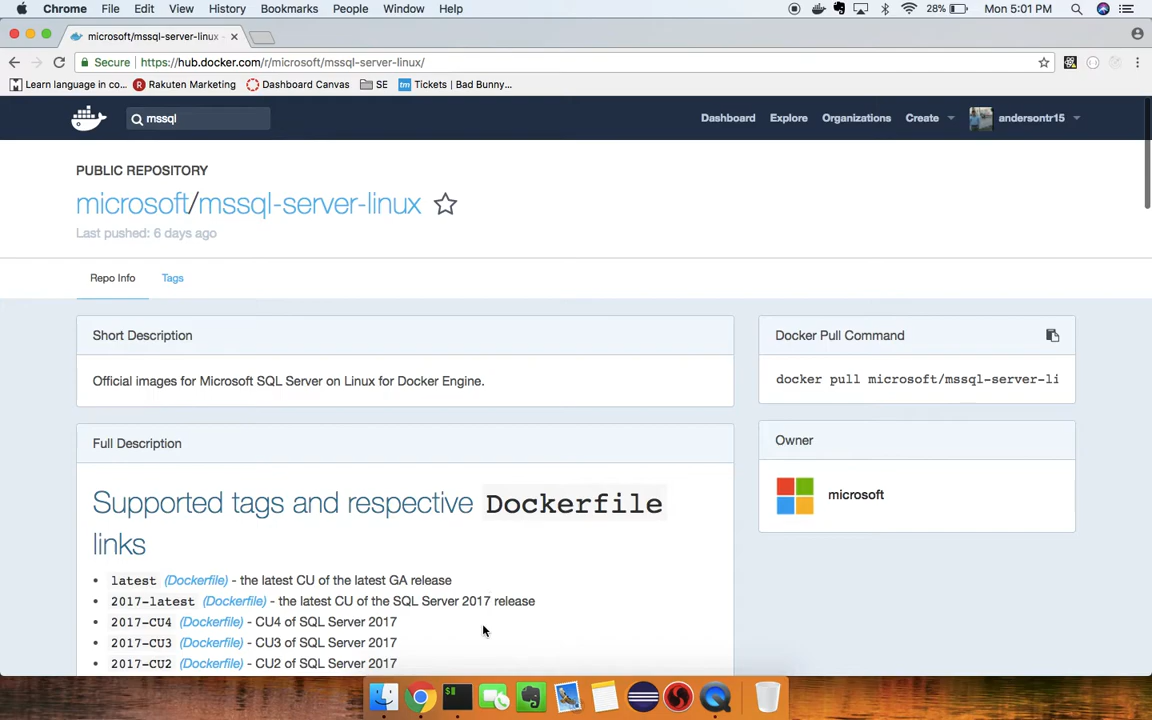 Chrome File Edit View History Bookmarks People Window Help 28% Mon 5:01 PM
microsoft/mssql-server-linux
Secure https://hub.docker.com/r/microsoft/mssql-server-linux/
Learn language in co... Rakuten Marketing Dashboard Canvas SE tm Tickets | Bad Bunny...
mssql Dashboard Explore Organizations Create andersontr15
PUBLIC REPOSITORY
microsoft/mssql-server-linux
Last pushed: 6 days ago
Repo Info Tags
Short Description
Official images for Microsoft SQL Server on Linux for Docker Engine.
Docker Pull Command
docker pull microsoft/mssql-server-li
Owner
microsoft
Full Description
Supported tags and respective Dockerfile
links
latest (Dockerfile) - the latest CU of the latest GA release
2017-latest (Dockerfile) - the latest CU of the SQL Server 2017 release
2017-CU4 (Dockerfile) - CU4 of SQL Server 2017
2017-CU3 (Dockerfile) - CU3 of SQL Server 2017
2017-CU2 (Dockerfile) - CU2 of SQL Server 2017